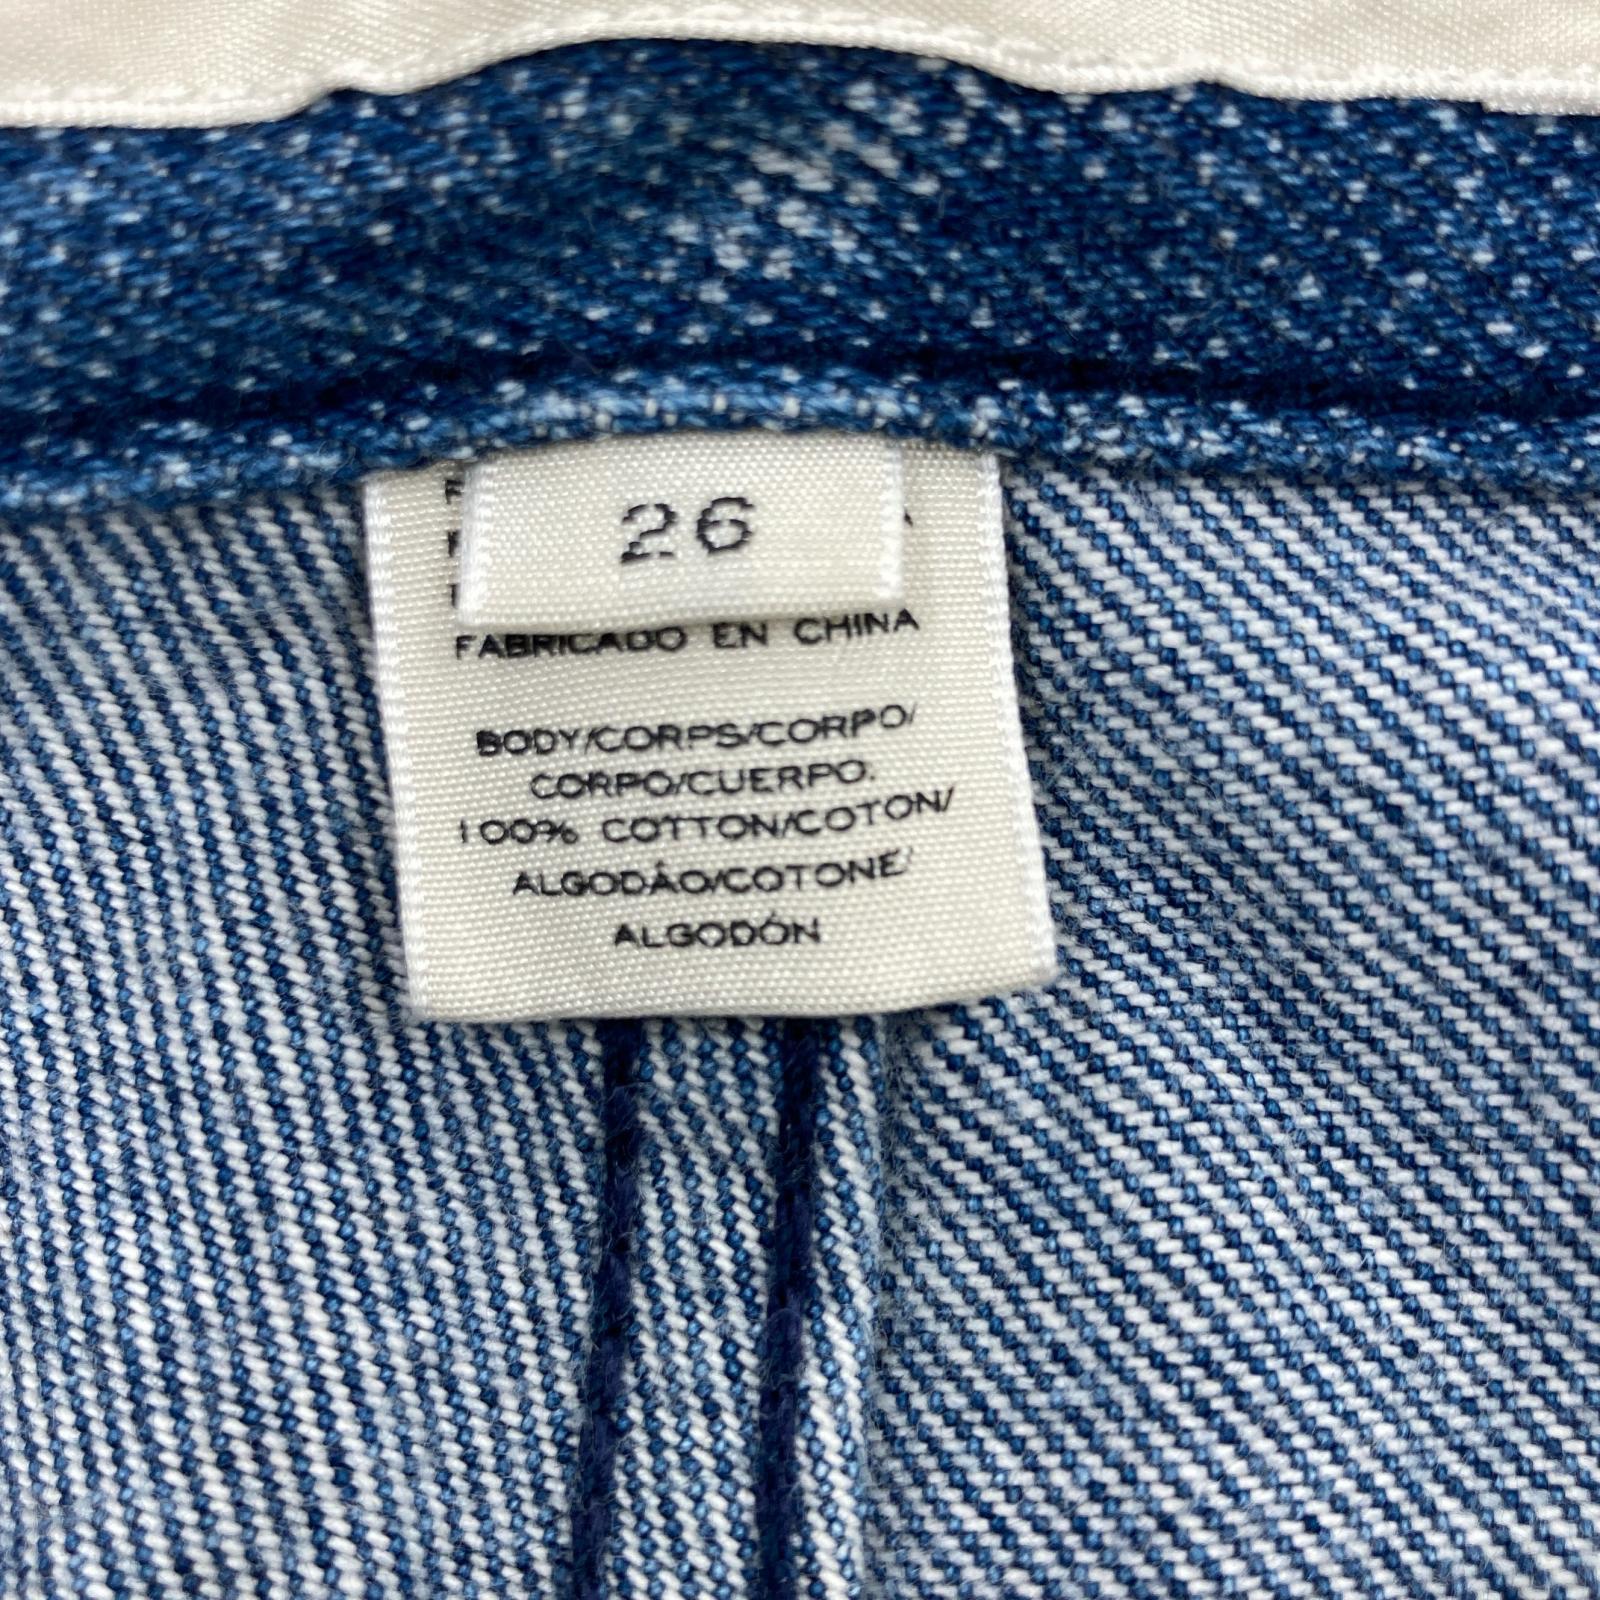 26
FABRICADO EN CHINA
BODY/CORPS/CORPO/
CORPO/CUERPO.
100% COTTON/COTON/
ALGODÃO/COTONE/
ALGODÓN